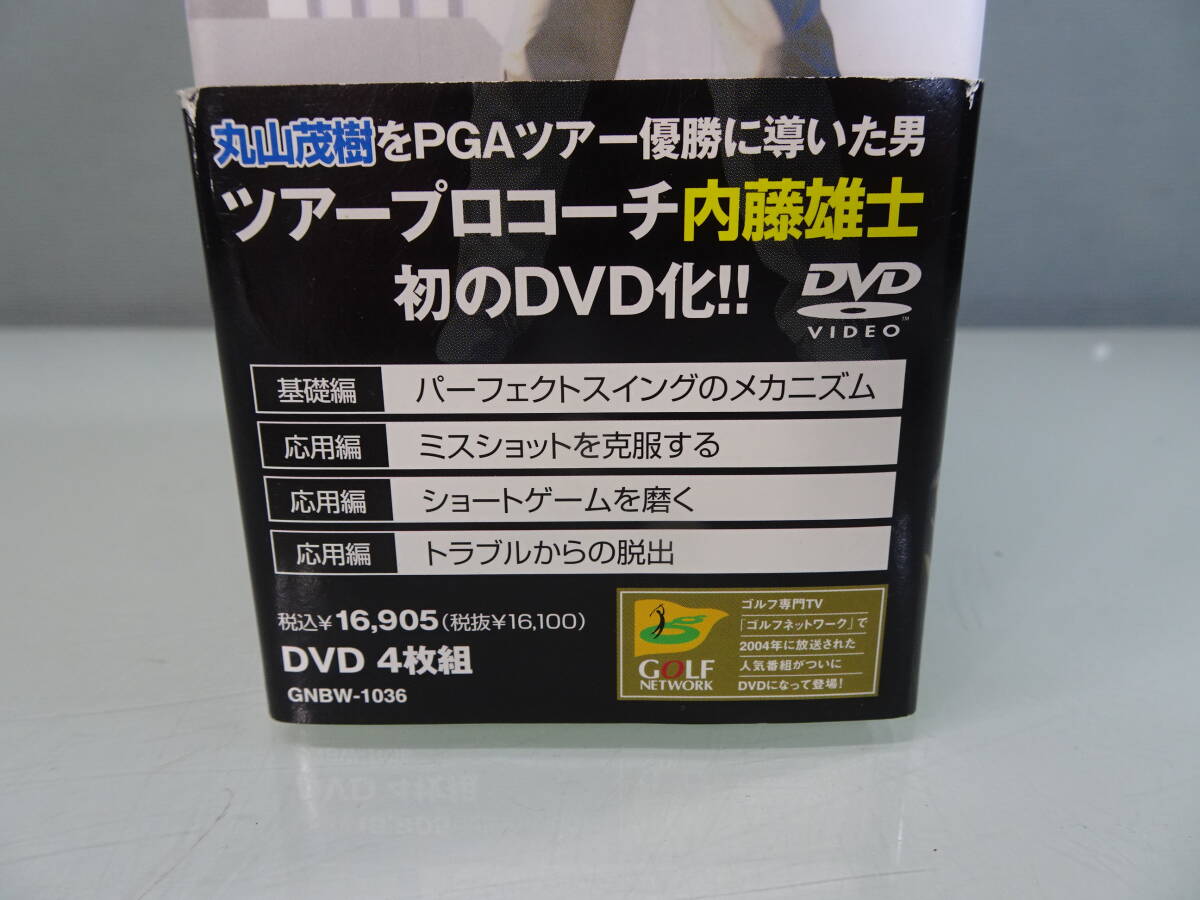 丸山茂樹をPGAツアー優勝に導いた男
ツアープロコーチ内藤雄士
初のDVD化!!
DVD
VIDEO
TM
基礎編 パーフェクトスイングのメカニズム
応用編 ミスショットを克服する
応用編 ショートゲームを磨く
応用編 トラブルからの脱出
税込¥16,905(税抜¥16,100)
DVD 4枚組
GNBW-1036
GOLF
NETWORK
ゴルフ専門TV
「ゴルフネットワーク」で
2004年に放送された
人気番組がついに
DVDになって登場!